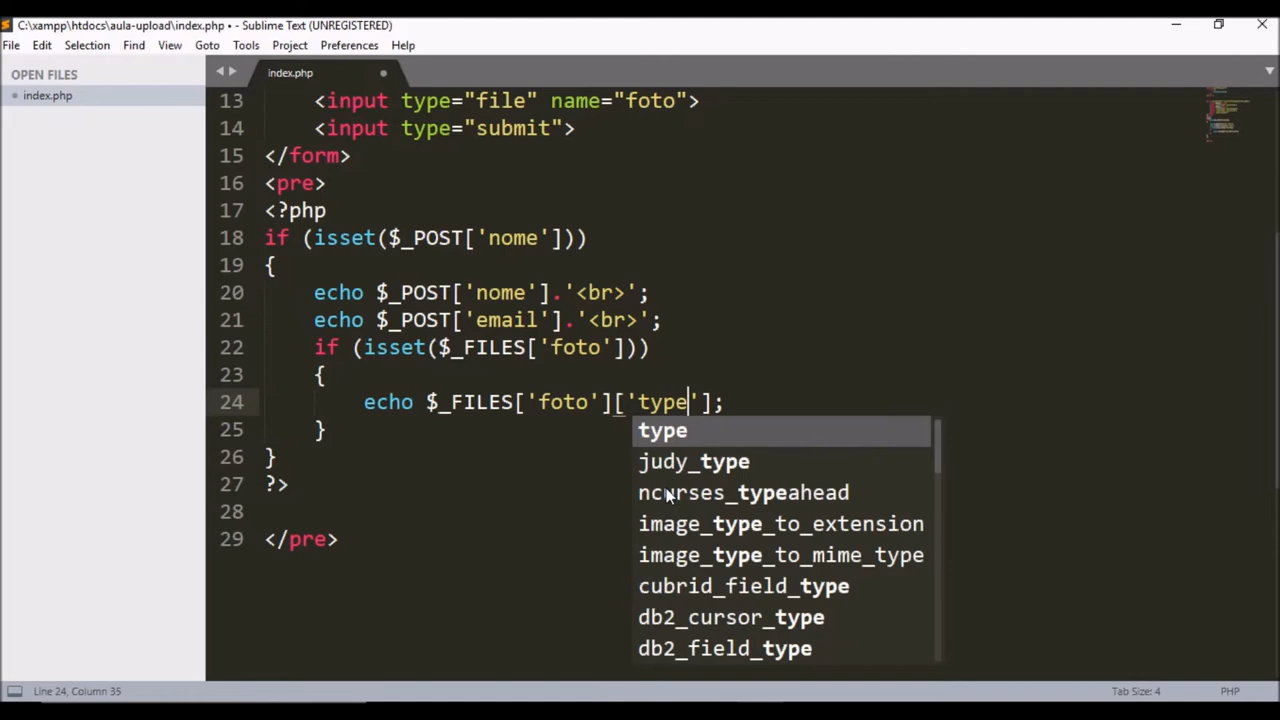 C:\xampp\htdocs\aula-upload\index.php • - Sublime Text (UNREGISTERED)
File Edit Selection Find View Goto Tools Project Preferences Help
OPEN FILES
index.php
index.php
13 <input type="file" name="foto">
14 <input type="submit">
15 </form>
16 <pre>
17 <?php
18 if (isset($_POST['nome']))
19 {
20 echo $_POST['nome'].'<br>';
21 echo $_POST['email'].'<br>';
22 if (isset($_FILES['foto']))
23 {
24 echo $_FILES['foto']['type'];
25 }
26 }
27 ?>
28
29 </pre>
type
judy_type
ncurses_typeahead
image_type_to_extension
image_type_to_mime_type
cubrid_field_type
db2_cursor_type
db2_field_type
Line 24, Column 35
Tab Size: 4
PHP